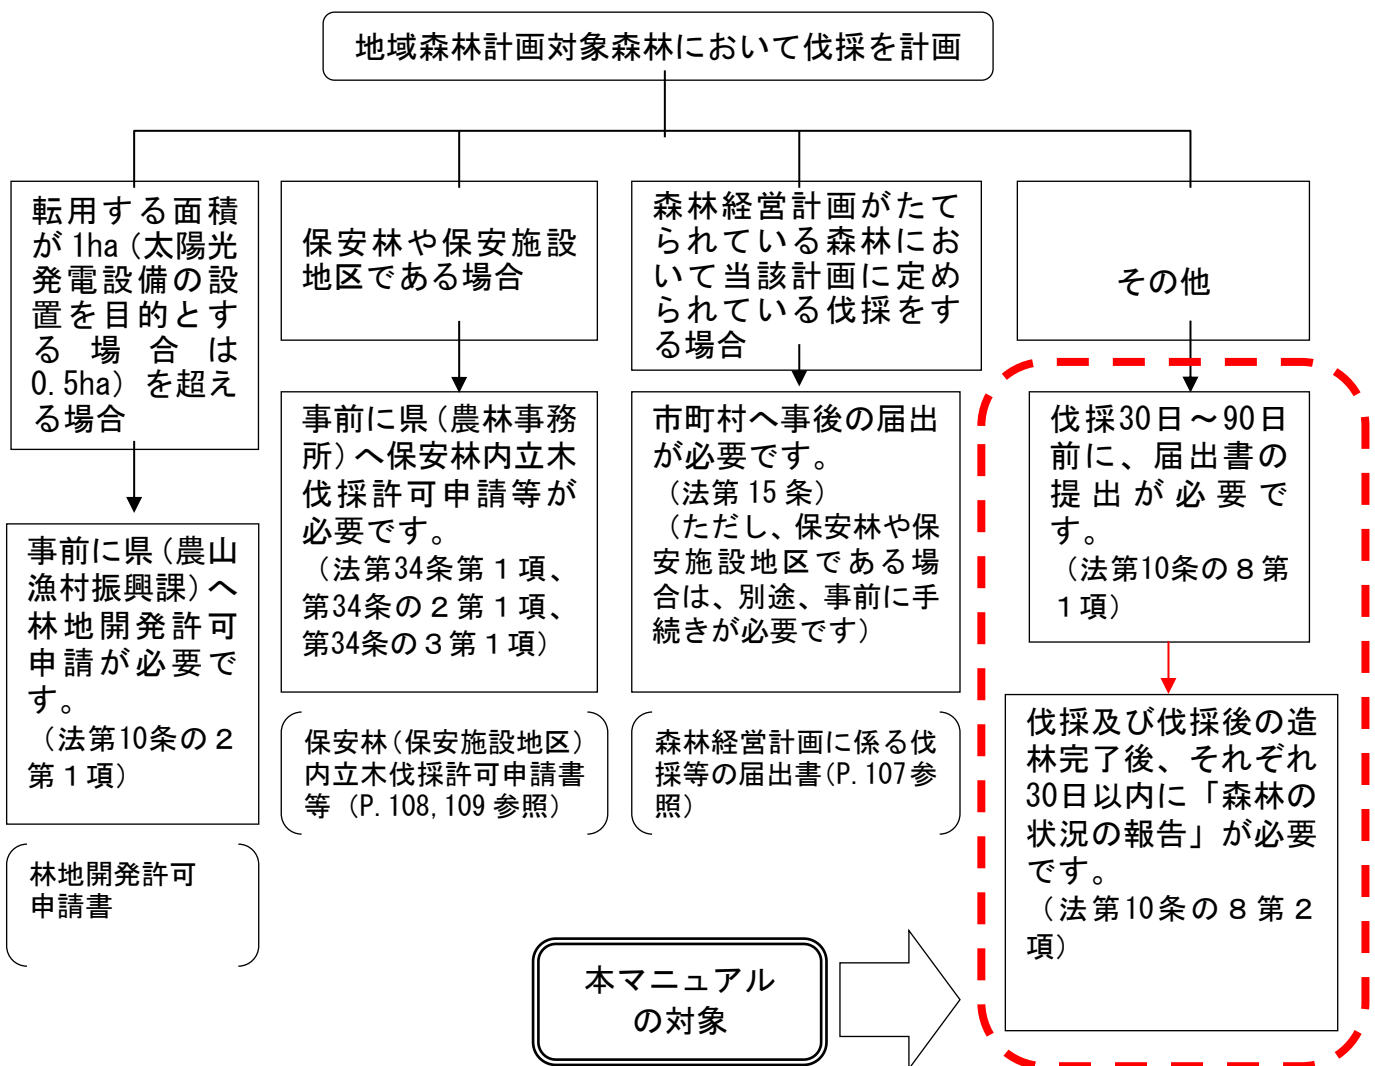 地域森林計画対象森林において伐採を計画
転用する面積
が1ha（太陽光
発電設備の設
置を目的とす
る場合は
0.5ha）を超え
る場合
事前に県（農山
漁村振興課）へ
林地開発許可
申請が必要で
す。
（法第10条の２
第１項）
林地開発許可
申請書
保安林や保安施設
地区である場合
事前に県（農林事務
所）へ保安林内立木
伐採許可申請等が
必要です。
（法第34条第１項、
第34条の２第１項、
第34条の３第１項）
保安林（保安施設地区）
内立木伐採許可申請書
等（P.108,109参照）
森林経営計画がたて
られている森林にお
いて当該計画に定め
られている伐採をす
る場合
市町村へ事後の届出
が必要です。
（法第15条）
（ただし、保安林や保
安施設地区である場
合は、別途、事前に手
続きが必要です）
森林経営計画に係る伐
採等の届出書（P.107参
照）
その他
伐採30日～90日
前に、届出書の
提出が必要で
す。
（法第10条の８第
１項）
伐採及び伐採後の造
林完了後、それぞれ
30日以内に「森林の
状況の報告」が必要
です。
（法第10条の８第２
項）
本マニュアル
の対象